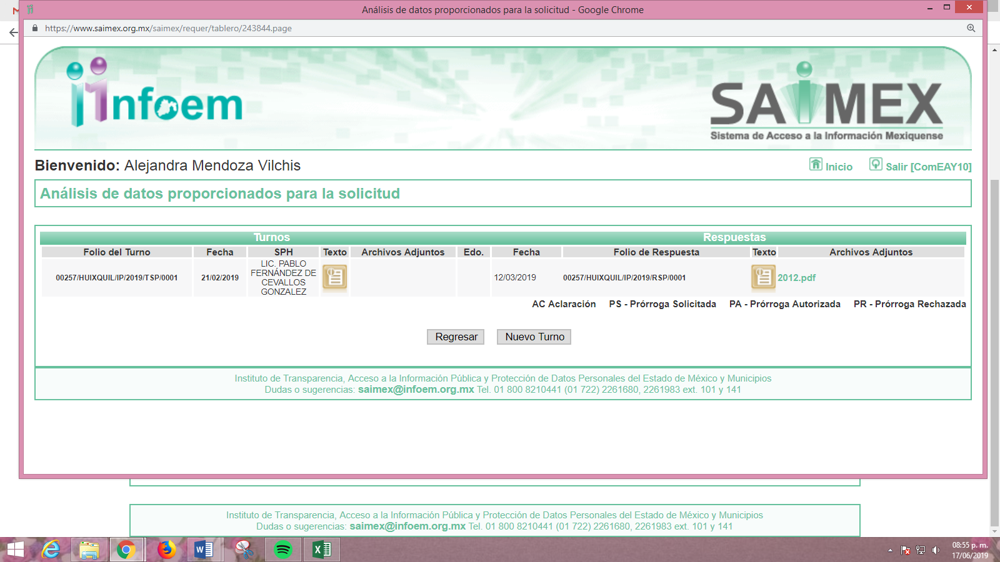 Análisis de datos proporcionados para la solicitud - Google Chrome
https://www.saimex.org.mx/saimex/requer/tablero/243844.page
infoem
SAIMEX
Sistema de Acceso a la Información Mexiquense
Bienvenido: Alejandra Mendoza Vilchis
Inicio Salir [ComEAY10]
Análisis de datos proporcionados para la solicitud
Turnos Respuestas
Folio del Turno Fecha SPH Texto Archivos Adjuntos Edo. Fecha Folio de Respuesta Texto Archivos Adjuntos
00257/HUIXQUIL/IP/2019/TSP/0001 21/02/2019 LIC. PABLO
FERNÁNDEZ DE
CEVALLOS
GONZALEZ
12/03/2019 00257/HUIXQUIL/IP/2019/RSP/0001 2012.pdf
AC Aclaración PS - Prórroga Solicitada PA - Prórroga Autorizada PR - Prórroga Rechazada
Regresar Nuevo Turno
Instituto de Transparencia, Acceso a la Información Pública y Protección de Datos Personales del Estado de México y Municipios
Dudas o sugerencias: saimex@infoem.org.mx Tel. 01 800 8210441 (01 722) 2261680, 2261983 ext. 101 y 141
Instituto de Transparencia, Acceso a la Información Pública y Protección de Datos Personales del Estado de México y Municipios
Dudas o sugerencias: saimex@infoem.org.mx Tel. 01 800 8210441 (01 722) 2261680, 2261983 ext. 101 y 141
08:55 p. m.
17/06/2019